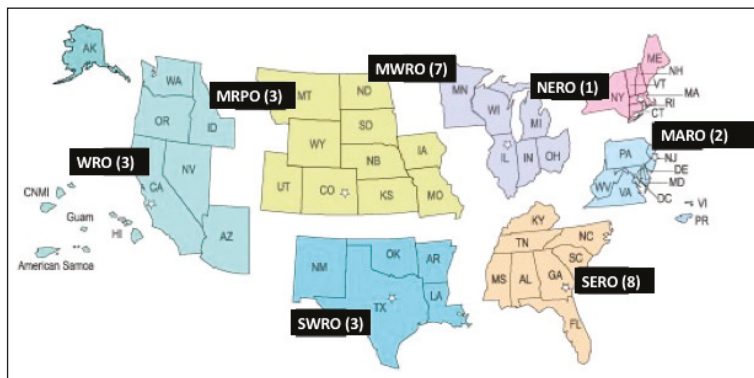 AK
WA
OR
ID
NV
CA
AZ
WRO (3)
CNMI
Guam
HI
American Samoa
MRPO (3)
MT
ND
SD
WY
NB
IA
UT
CO
KS
MO
MWRO (7)
MN
WI
MI
IL
IN
OH
NERO (1)
ME
NH
VT
NY
MA
RI
CT
MARO (2)
PA
NJ
DE
MD
WV
VA
DC
VI
PR
NM
OK
AR
TX
LA
SWRO (3)
KY
TN
NC
SC
MS
AL
GA
SERO (8)
FL